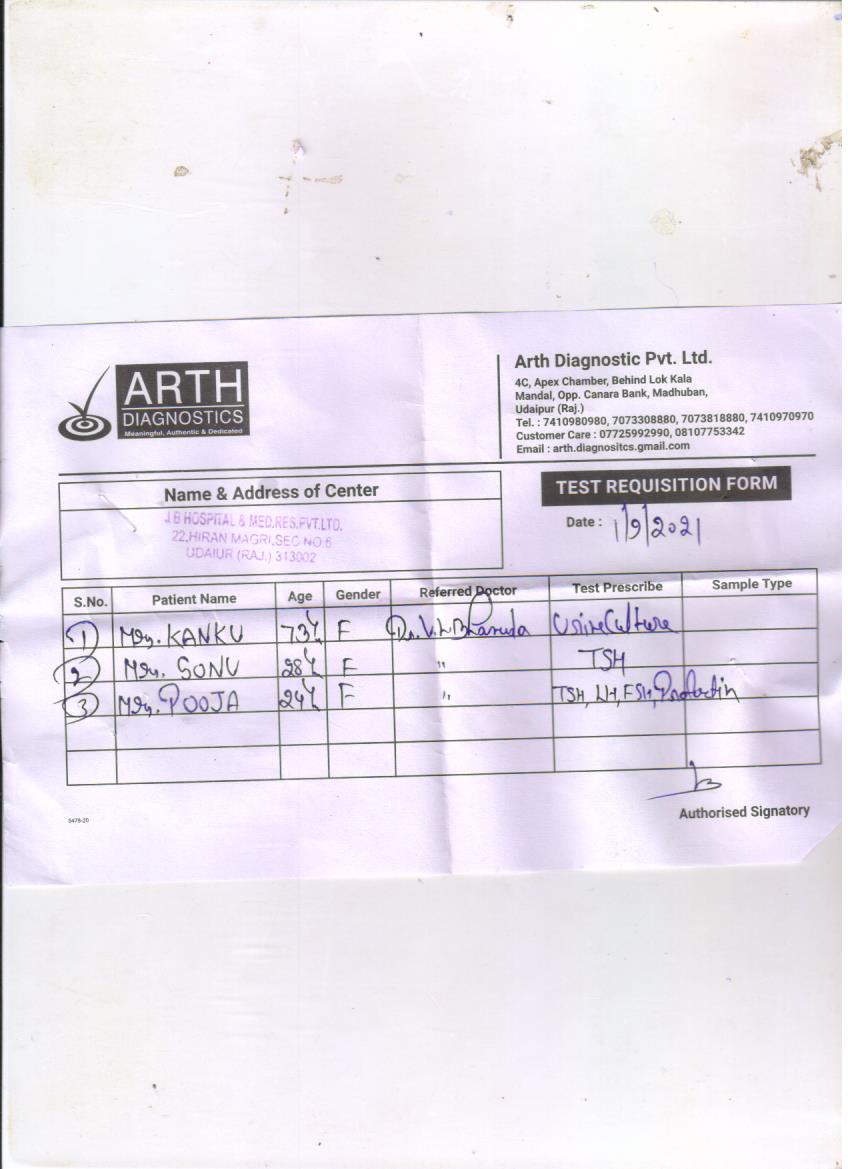 ARTH
DIAGNOSTICS
Meaningful, Authentic & Dedicated
Arth Diagnostic Pvt. Ltd.
4C, Apex Chamber, Behind Lok Kala
Mandal, Opp. Canara Bank, Madhuban,
Udaipur (Raj.)
Tel. : 7410980980, 7073308880, 7073818880, 7410970970
Customer Care : 07725992990, 08107753342
Email : arth.diagnositcs.gmail.com
Name & Address of Center
J B HOSPITAL & MED.RES.PVT.LTD.
22,HIRAN MAGRI,SEC NO.6
UDAIUR (RAJ.) 313002
TEST REQUISITION FORM
Date : 1/9/2021
S.No. Patient Name Age Gender Referred Doctor Test Prescribe Sample Type
1 Mrs. KANKU 73Y F Dr. V. L Bharuda Urine Culture
2 Mrs. SONU 28Y F " TSH
3 Mrs. POOJA 24Y F " TSH, LH, FSH, Prolactin
Authorised Signatory
5478-20